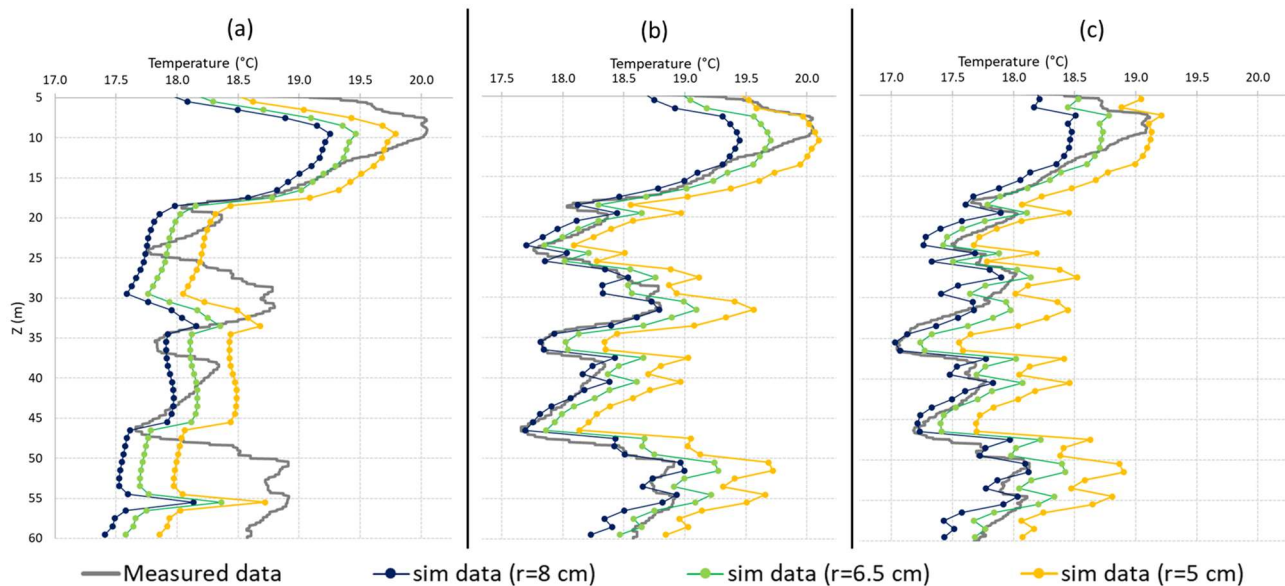 (a)
(b)
(c)
Temperature (°C)
Temperature (°C)
Temperature (°C)
17.0 17.5 18.0 18.5 19.0 19.5 20.0
17.5 18.0 18.5 19.0 19.5 20.0
17.0 17.5 18.0 18.5 19.0 19.5 20.0
Z (m)
5
10
15
20
25
30
35
40
45
50
55
60
Measured data
sim data (r=8 cm)
sim data (r=6.5 cm)
sim data (r=5 cm)